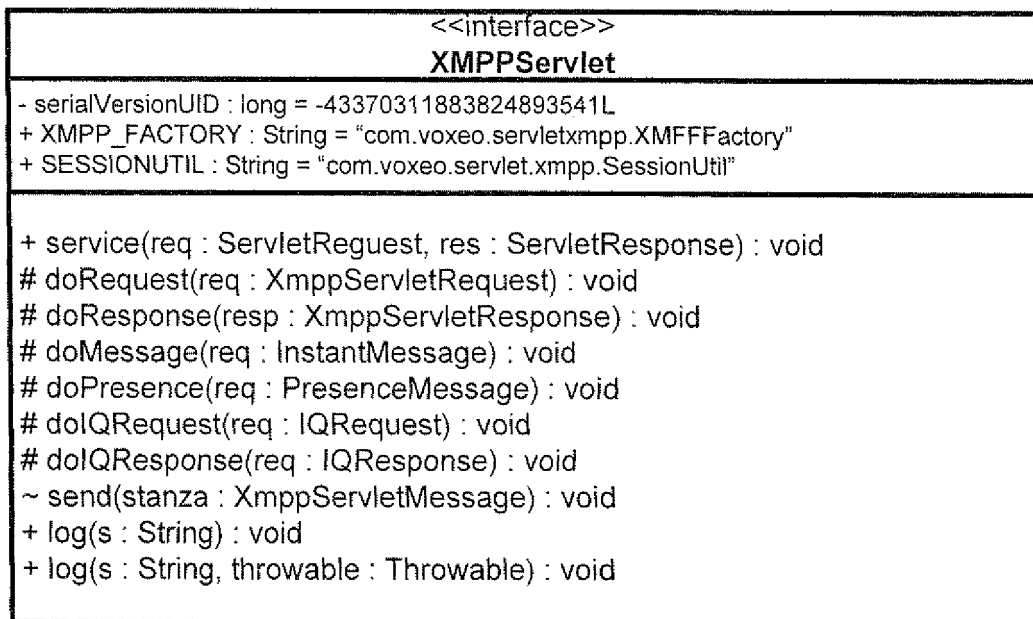 <<interface>>
XMPPServlet
- serialVersionUID : long = -43370311883824893541L
+ XMPP_FACTORY : String = “com.voxeo.servletxmpp.XMFFFactory”
+ SESSIONUTIL : String = “com.voxeo.servlet.xmpp.SessionUtil”
+ service(req : ServletReguest, res : ServletResponse) : void
# doRequest(req : XmppServletRequest) : void
# doResponse(resp : XmppServletResponse) : void
# doMessage(req : InstantMessage) : void
# doPresence(req : PresenceMessage) : void
# doIQRequest(req : IQRequest) : void
# doIQResponse(req : IQResponse) : void
~ send(stanza : XmppServletMessage) : void
+ log(s : String) : void
+ log(s : String, throwable : Throwable) : void